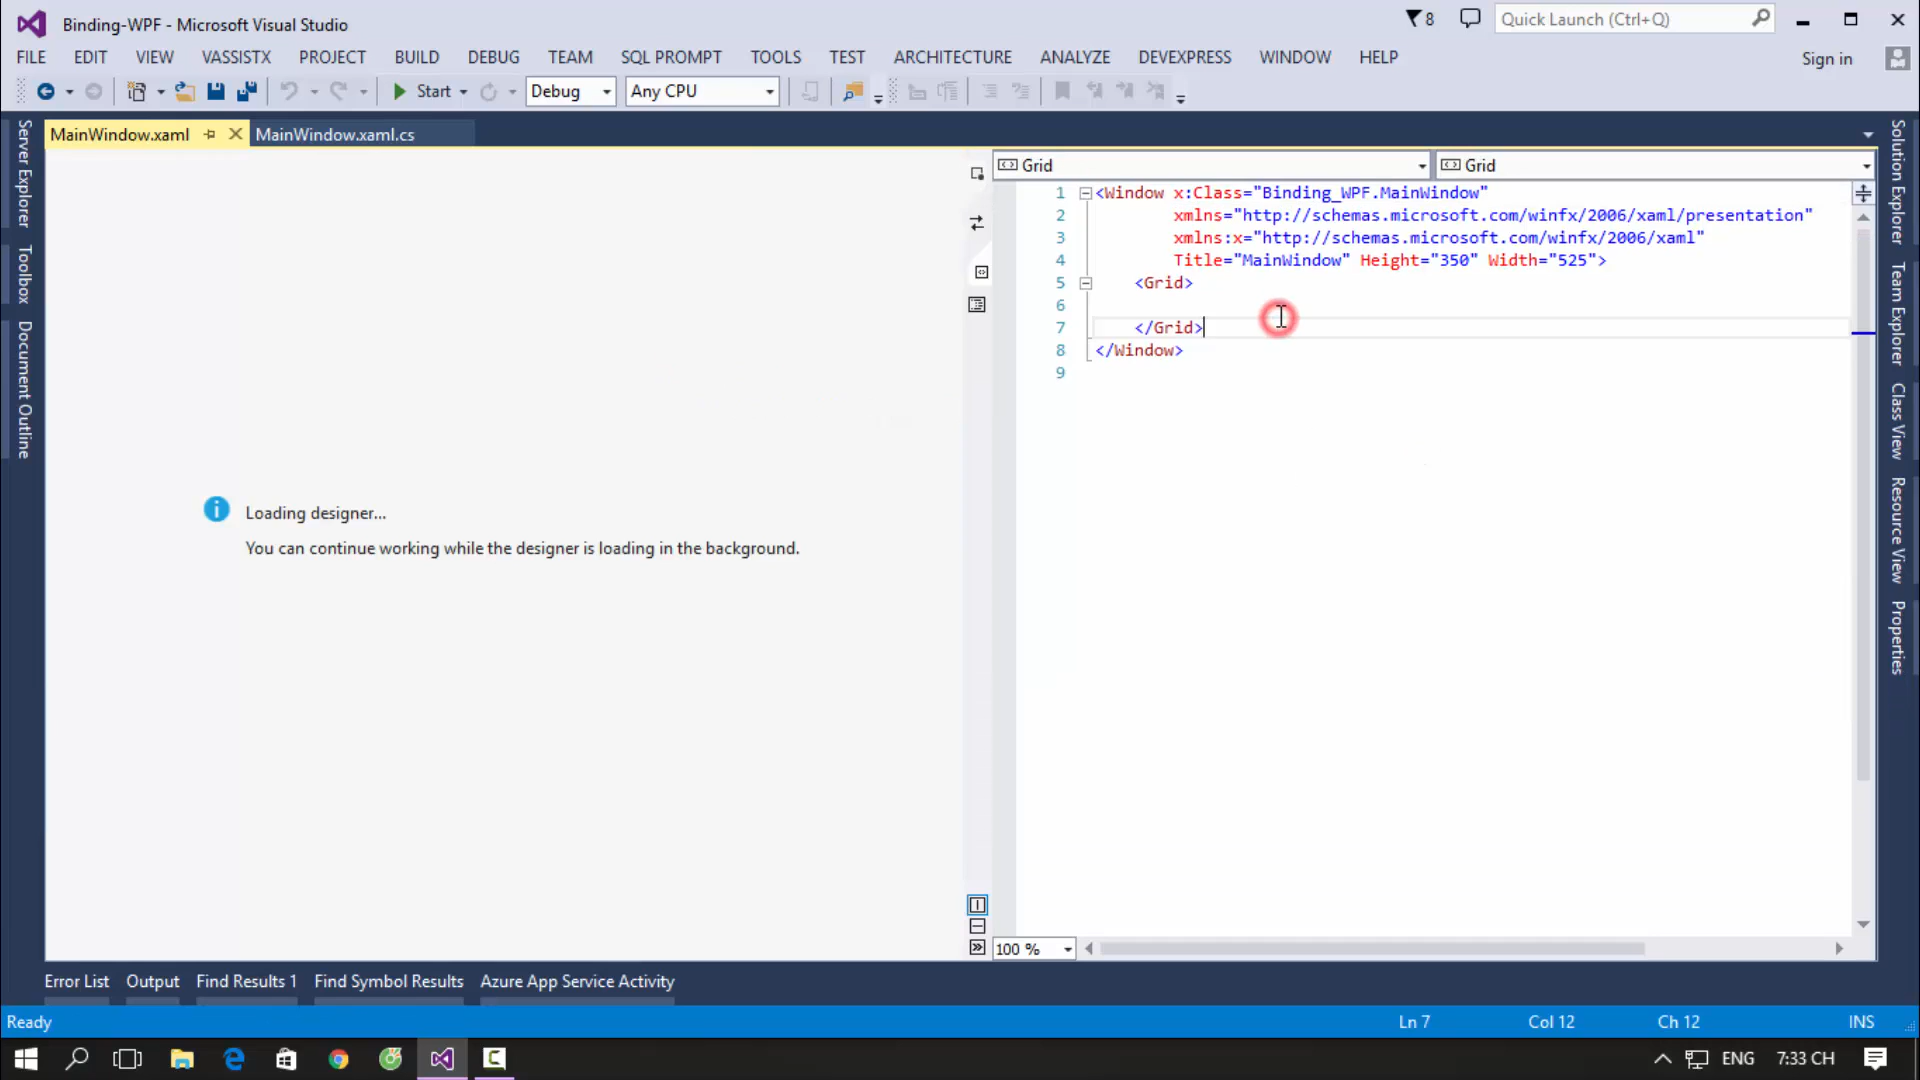 Binding-WPF - Microsoft Visual Studio
8
Quick Launch (Ctrl+Q)
FILE EDIT VIEW VASSISTX PROJECT BUILD DEBUG TEAM SQL PROMPT TOOLS TEST ARCHITECTURE ANALYZE DEVEXPRESS WINDOW HELP
Sign in
Start Debug Any CPU
MainWindow.xaml MainWindow.xaml.cs
Server Explorer
Toolbox
Document Outline
Loading designer...
You can continue working while the designer is loading in the background.
Grid Grid
1 <Window x:Class="Binding_WPF.MainWindow"
2 xmlns="http://schemas.microsoft.com/winfx/2006/xaml/presentation"
3 xmlns:x="http://schemas.microsoft.com/winfx/2006/xaml"
4 Title="MainWindow" Height="350" Width="525">
5 <Grid>
6
7 </Grid>
8 </Window>
9
100 %
Solution Explorer
Team Explorer
Class View
Resource View
Properties
Error List Output Find Results 1 Find Symbol Results Azure App Service Activity
Ready Ln 7 Col 12 Ch 12 INS
ENG 7:33 CH